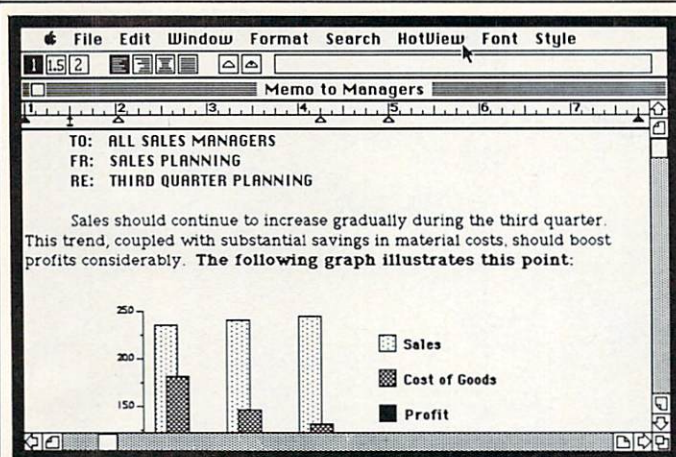 File Edit Window Format Search HotView Font Style
1 1.5 2
Memo to Managers
1 2 3 4 5 6 7
TO: ALL SALES MANAGERS
FR: SALES PLANNING
RE: THIRD QUARTER PLANNING
Sales should continue to increase gradually during the third quarter.
This trend, coupled with substantial savings in material costs, should boost
profits considerably. The following graph illustrates this point:
250
Sales
200
Cost of Goods
150
Profit